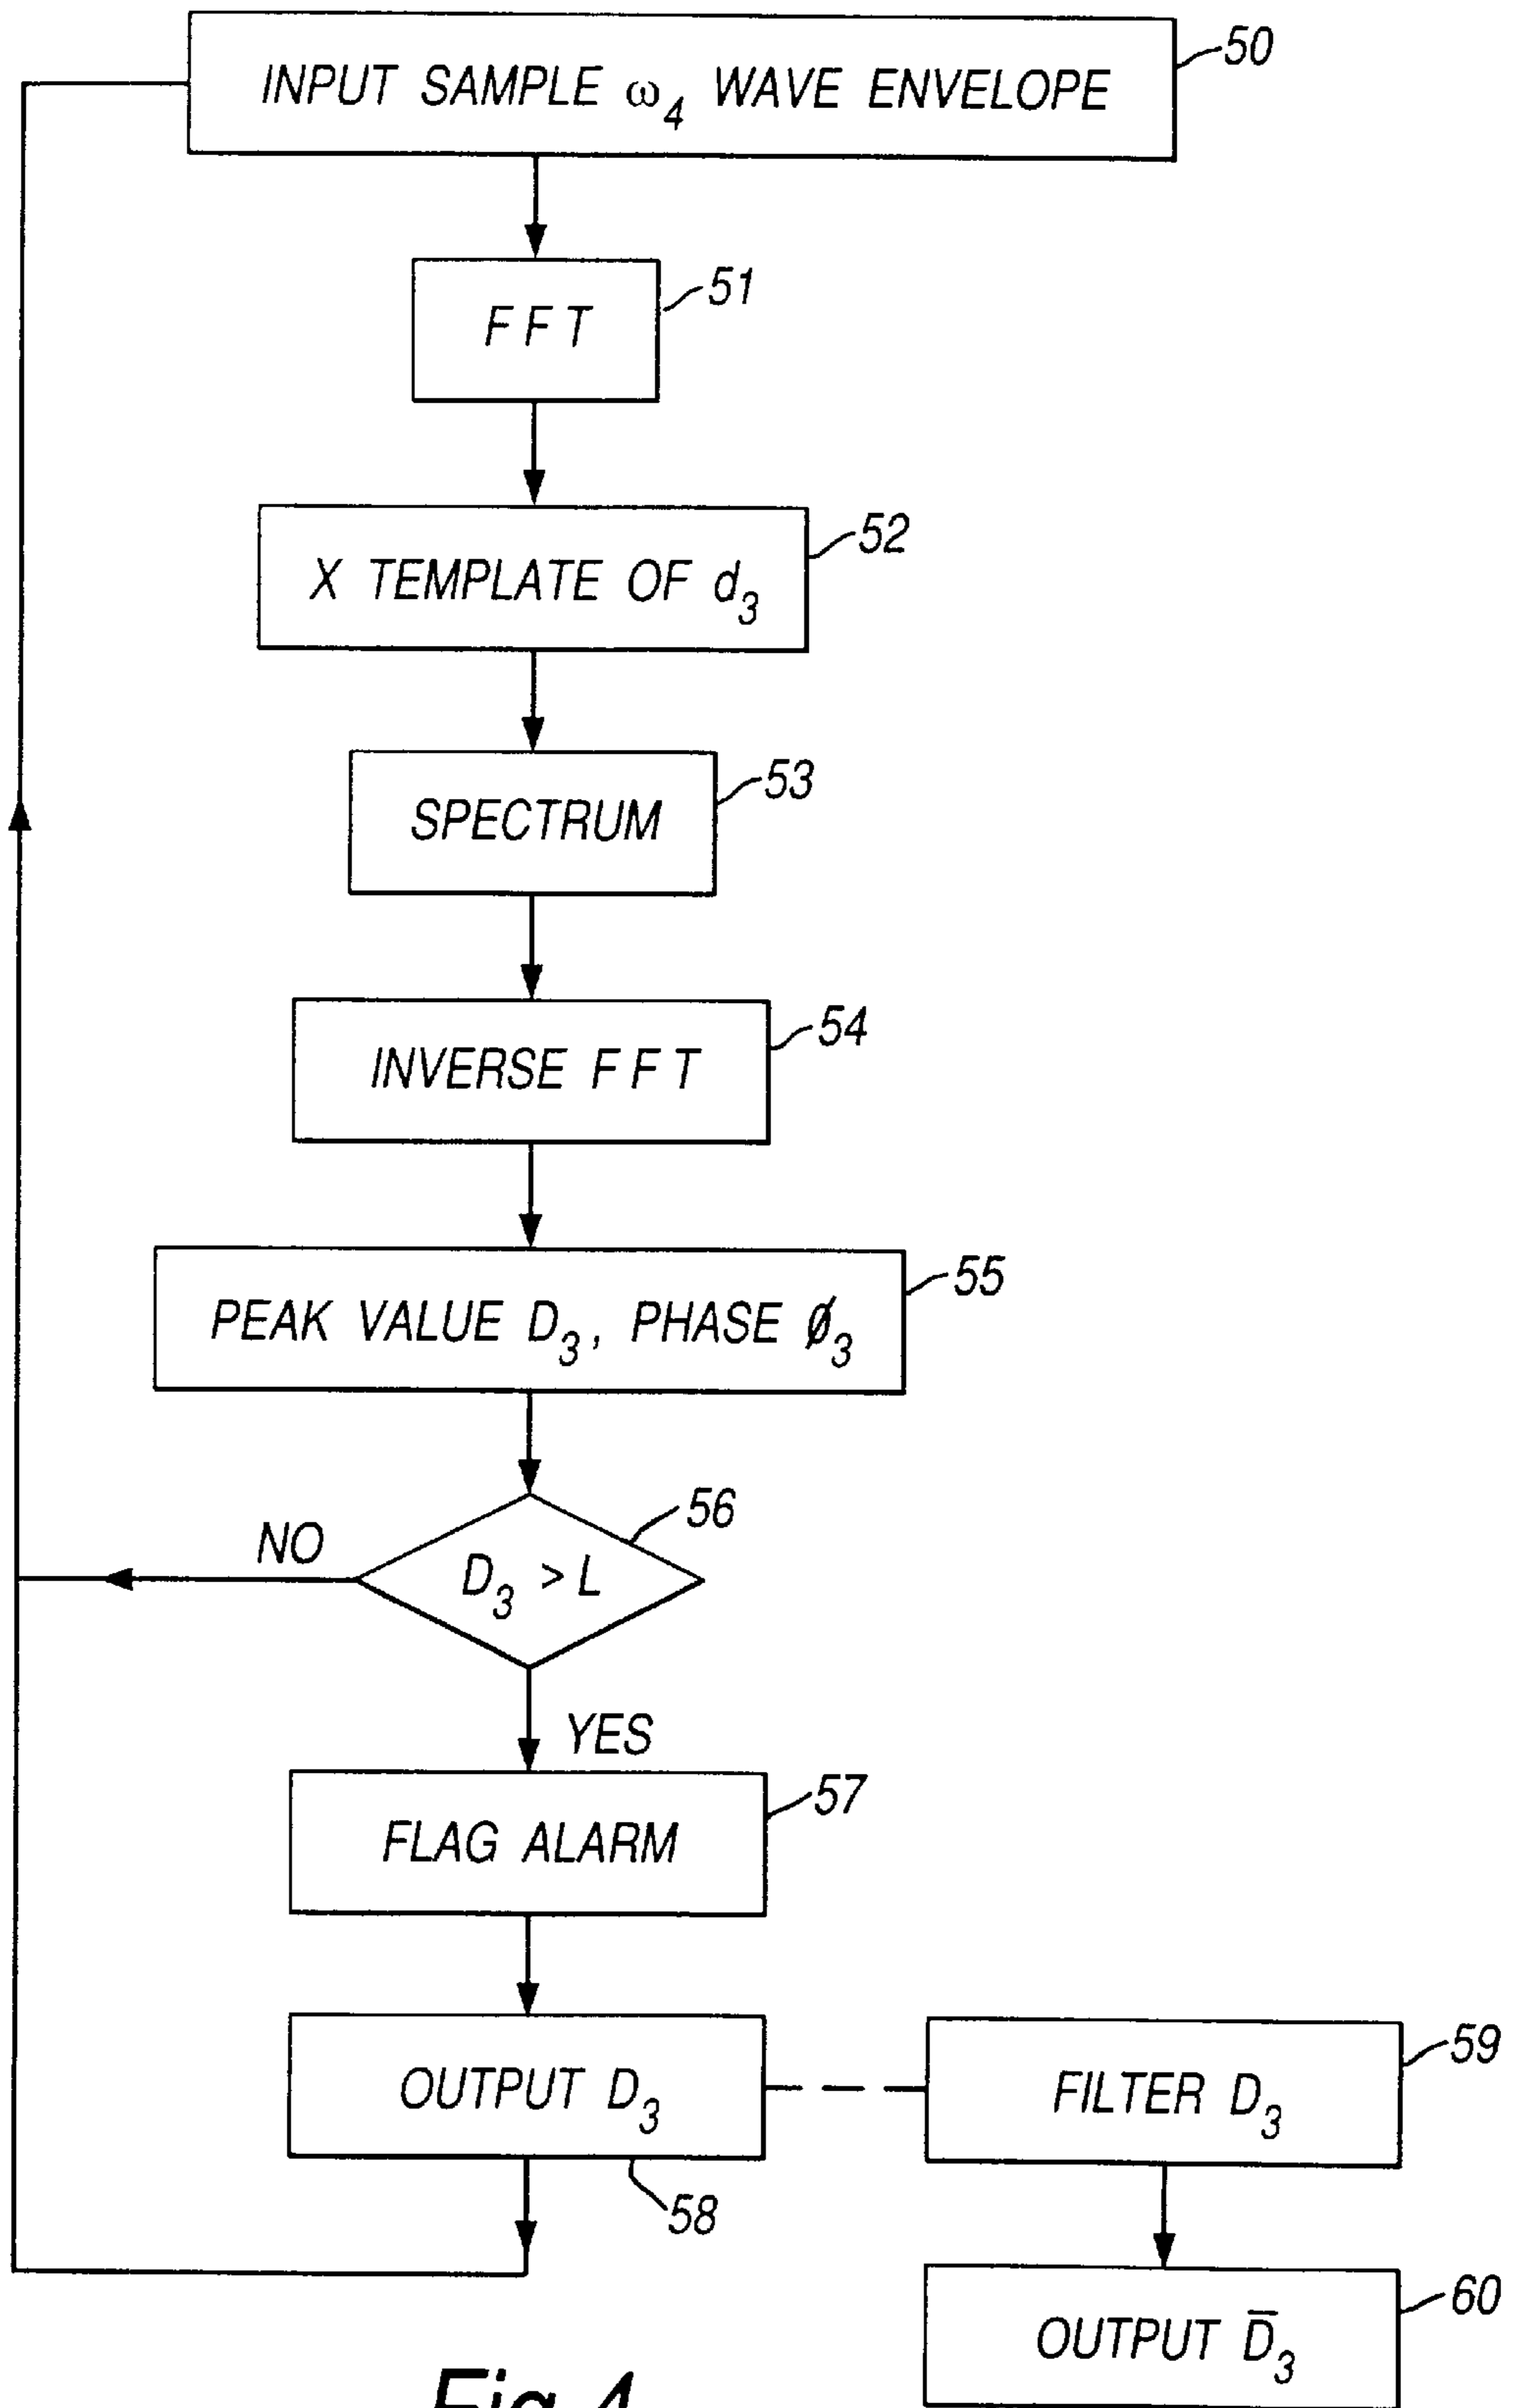 INPUT SAMPLE ω₄ WAVE ENVELOPE
50
FFT
51
X TEMPLATE OF d₃
52
SPECTRUM
53
INVERSE FFT
54
PEAK VALUE D₃, PHASE ø₃
55
D₃ > L
56
NO
YES
FLAG ALARM
57
OUTPUT D₃
58
FILTER D₃
59
OUTPUT D̅₃
60
Fig.4